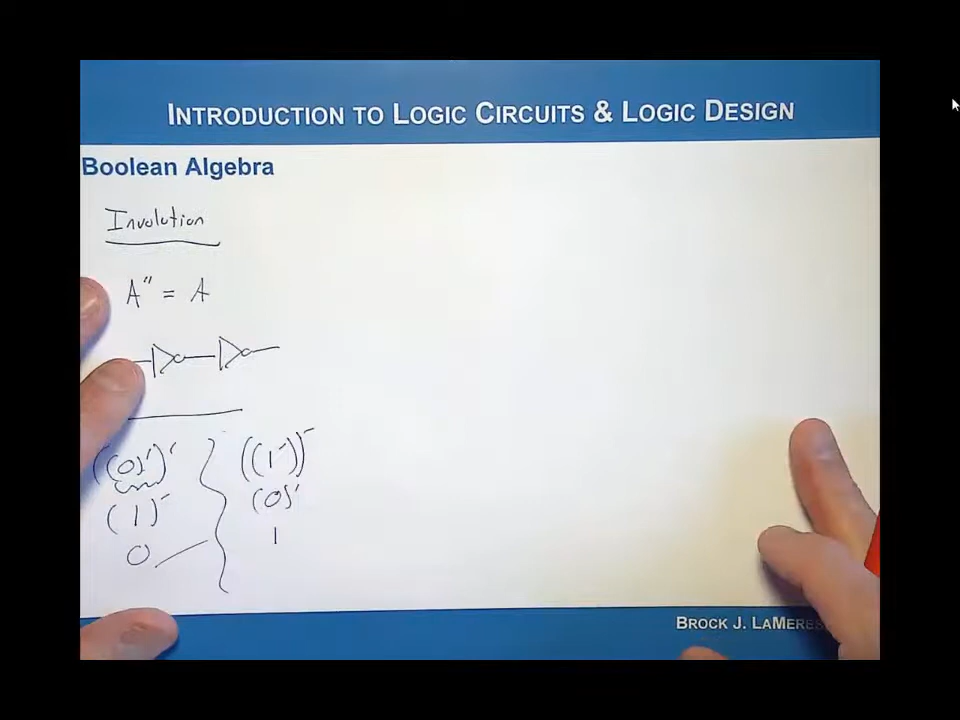 INTRODUCTION TO LOGIC CIRCUITS & LOGIC DESIGN
Boolean Algebra
Involution
A'' = A
((0)')'
(1)'
0
((1'))'
(0)'
1
BROCK J. LAMERES